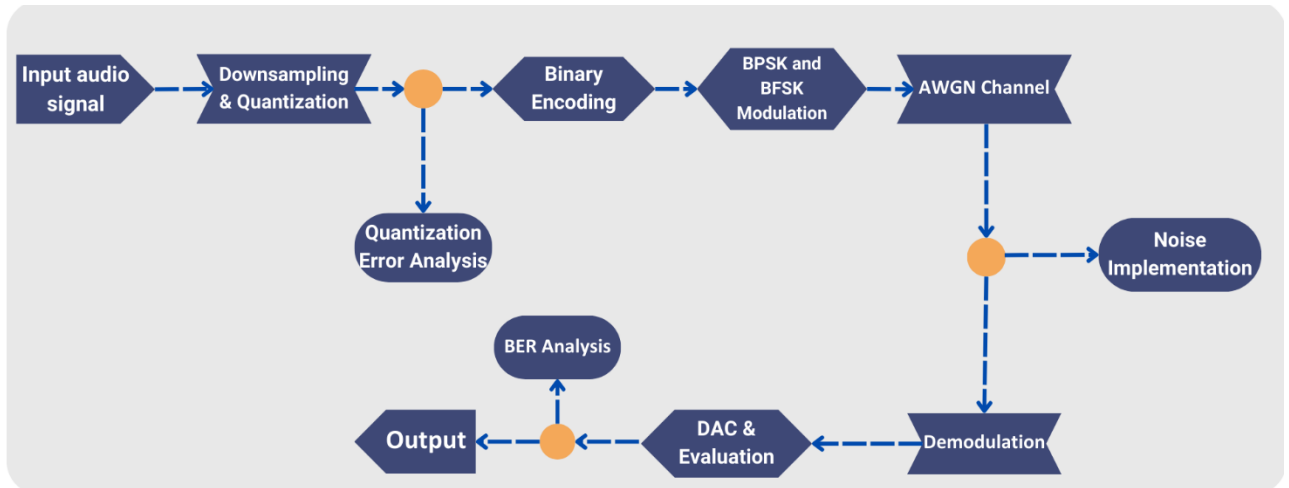 Input audio
signal
Downsampling
& Quantization
Binary
Encoding
BPSK and
BFSK
Modulation
AWGN Channel
Quantization
Error Analysis
Noise
Implementation
BER Analysis
Output
DAC &
Evaluation
Demodulation